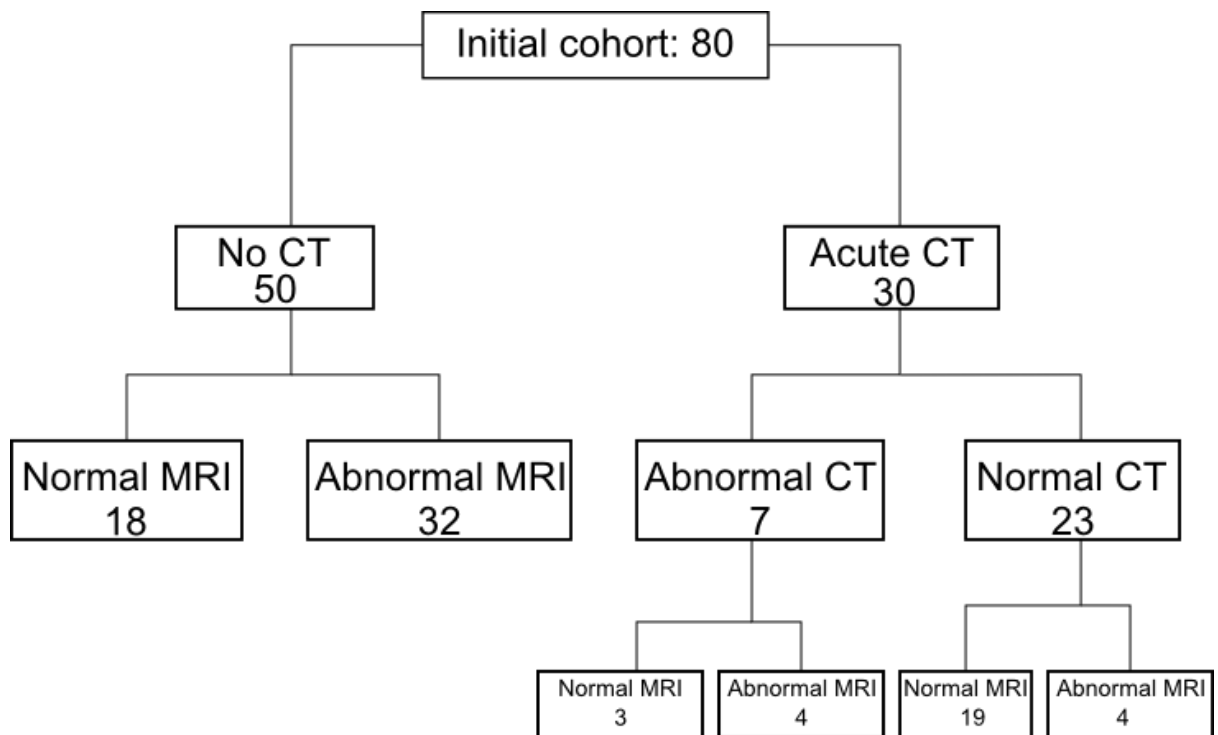 Initial cohort: 80
No CT
50
Acute CT
30
Normal MRI
18
Abnormal MRI
32
Abnormal CT
7
Normal CT
23
Normal MRI
3
Abnormal MRI
4
Normal MRI
19
Abnormal MRI
4